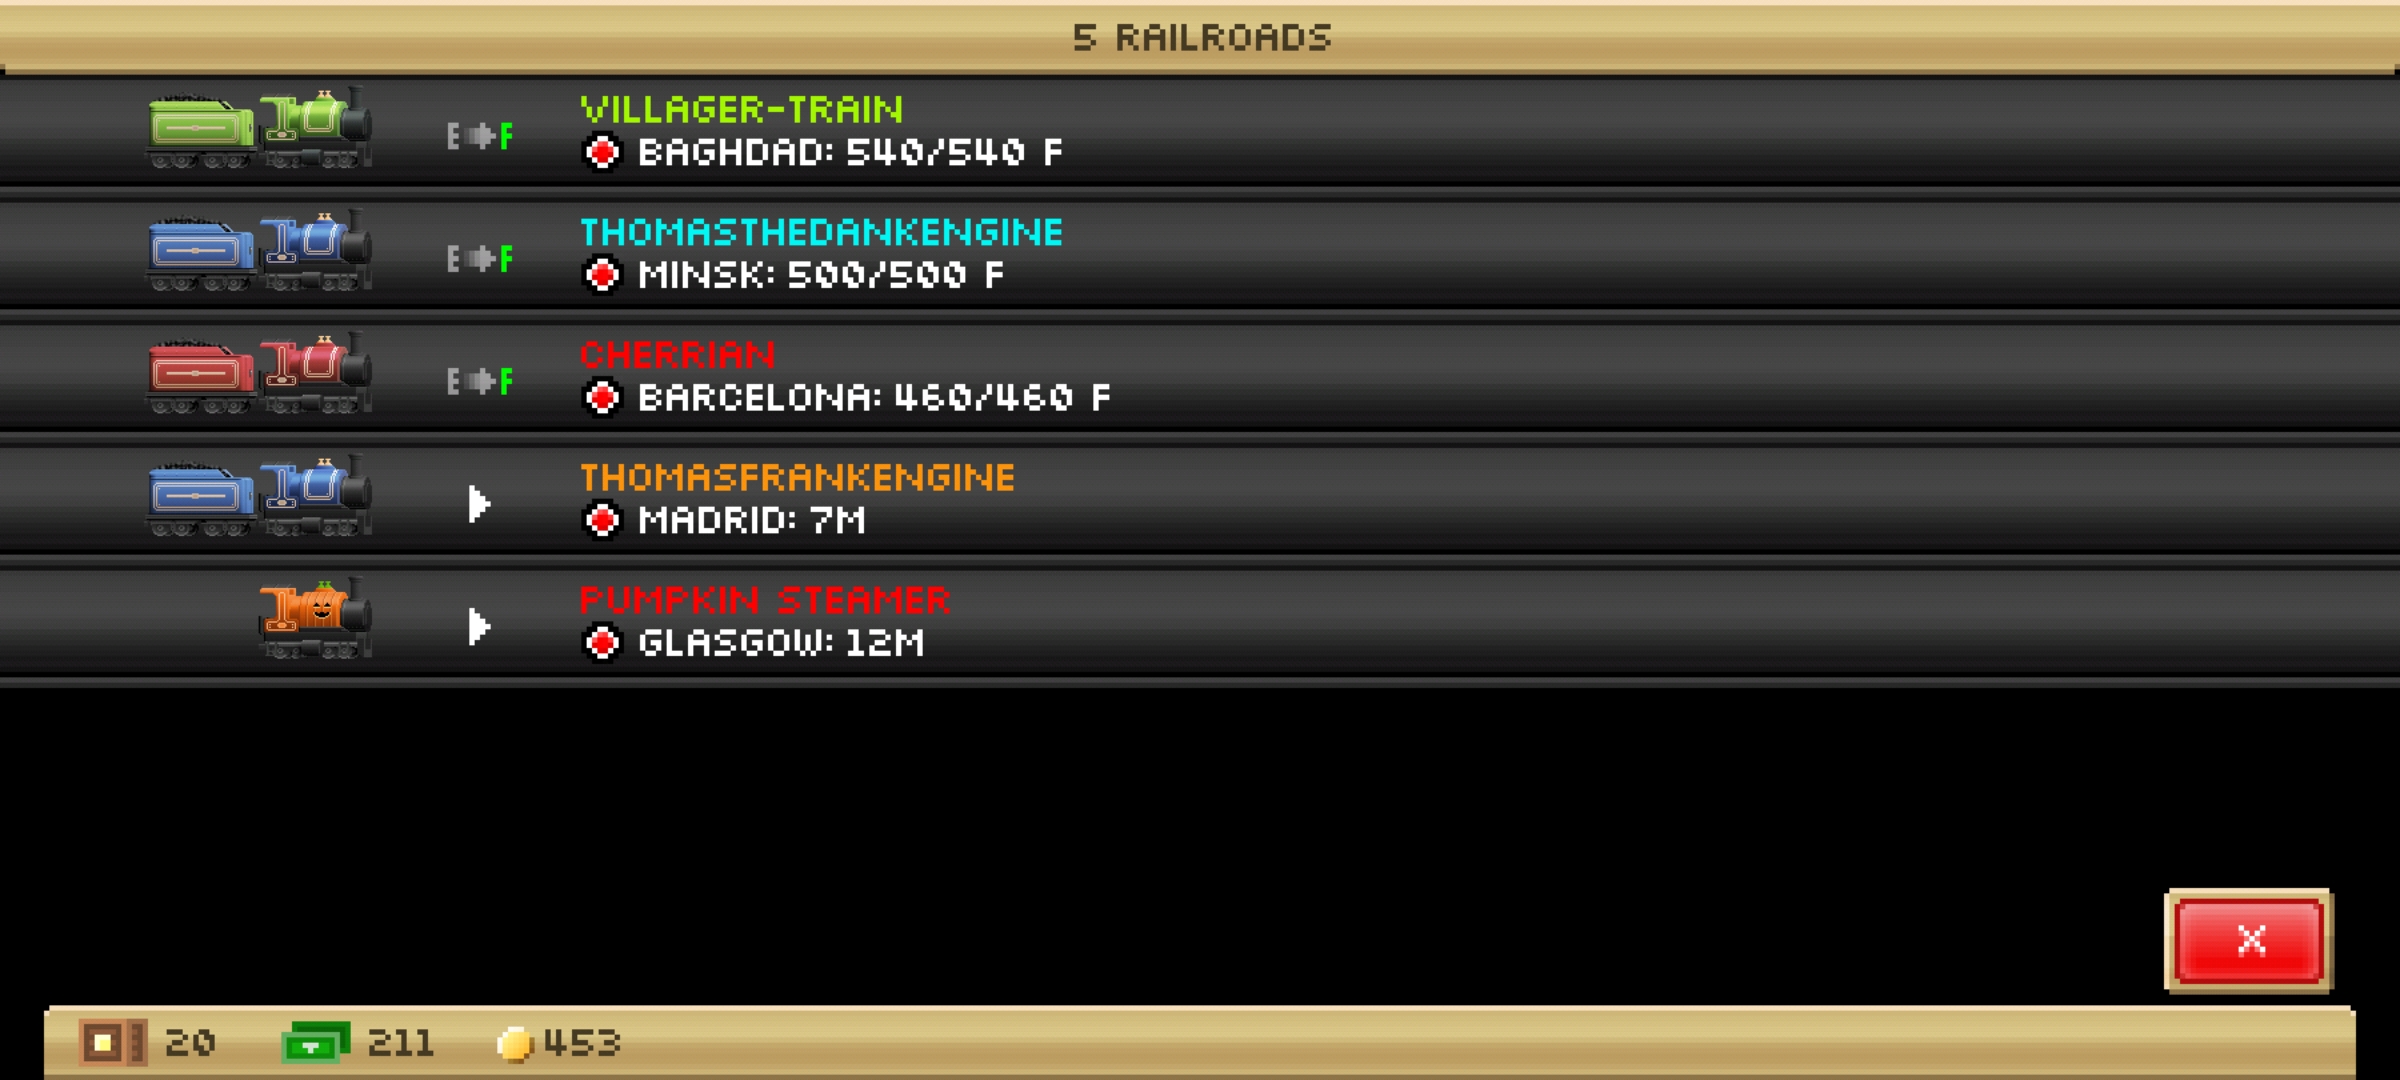 5 RAILROADS
VILLAGER-TRAIN
E F
BAGHDAD: 540/540 F
THOMASTHEDANKENGINE
E F
MINSK: 500/500 F
CHERRIAN
E F
BARCELONA: 460/460 F
THOMASFRANKENGINE
MADRID: 7M
PUMPKIN STEAMER
GLASGOW: 12M
X
20 211 453